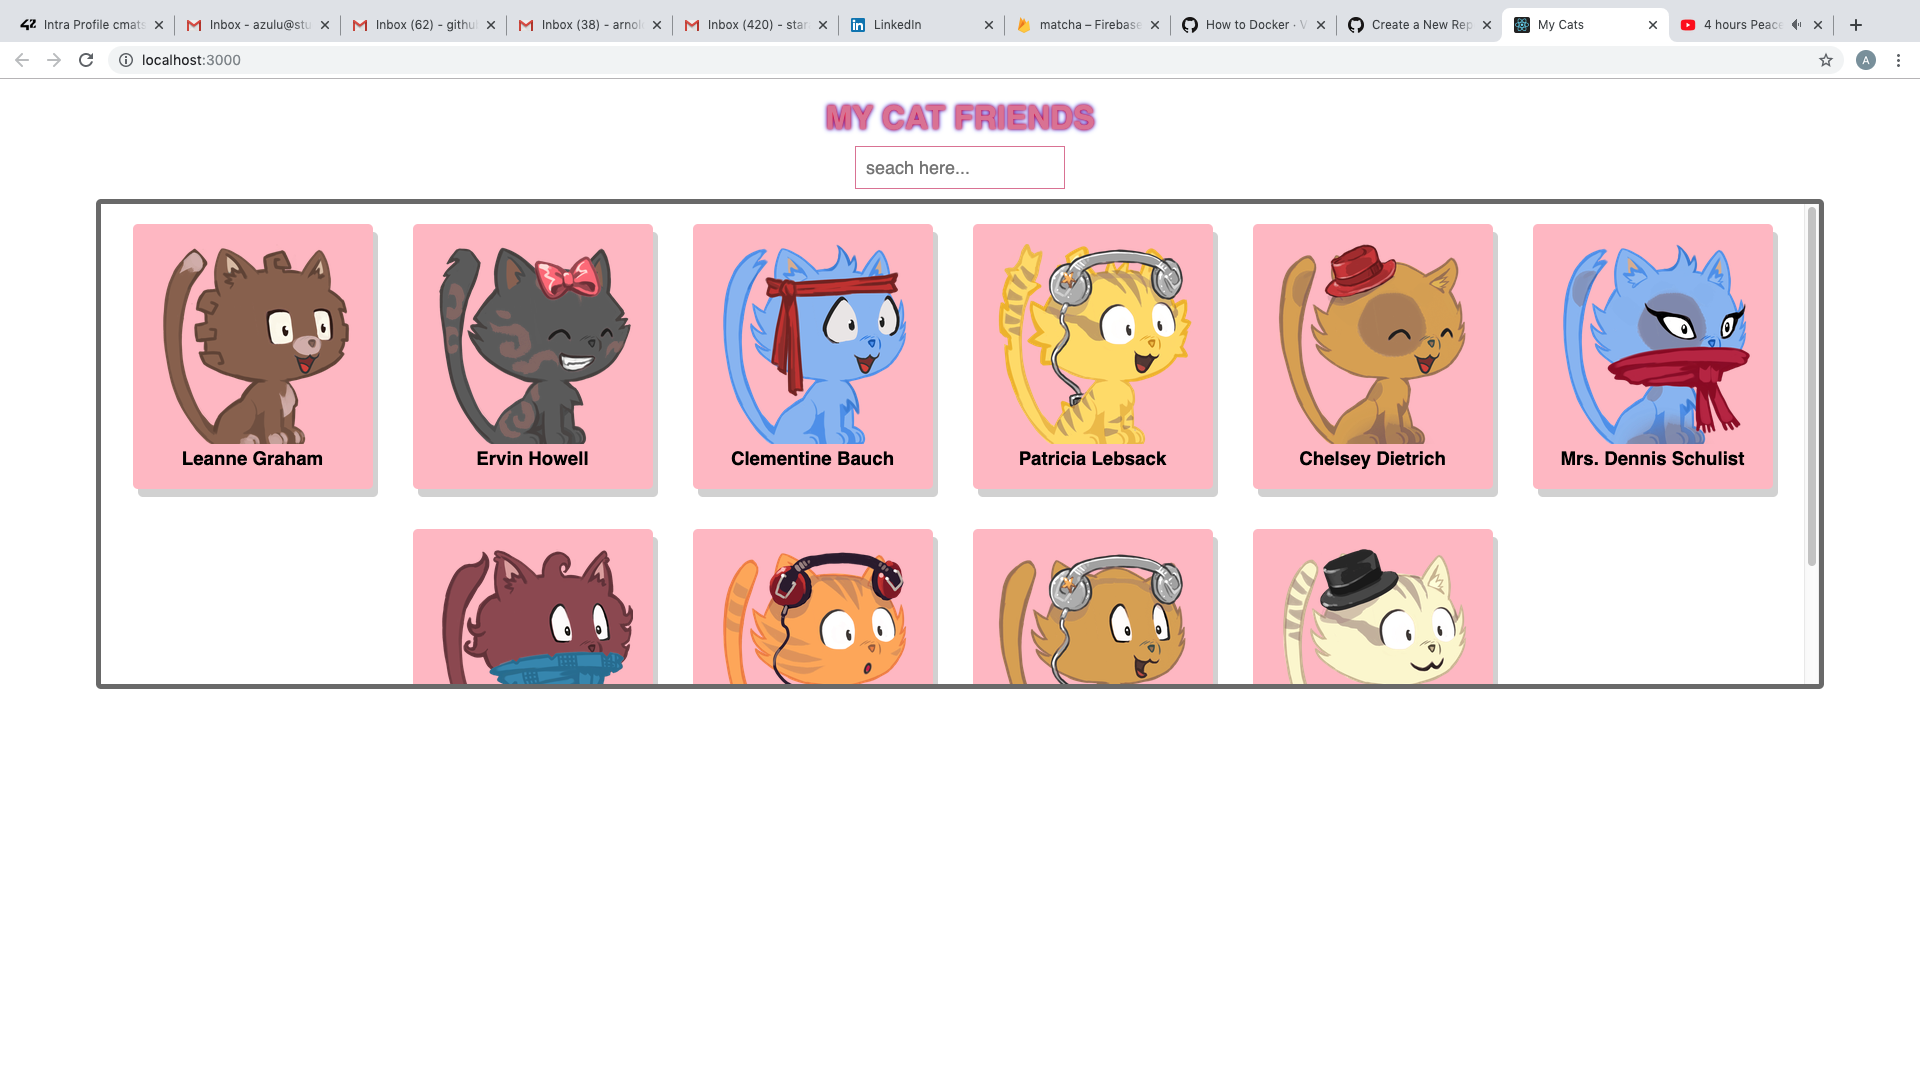 42 Intra Profile cmats
Inbox - azulu@stu
Inbox (62) - githu
Inbox (38) - arnol
Inbox (420) - star
LinkedIn
matcha – Firebase
How to Docker · V
Create a New Rep
My Cats
4 hours Peace
localhost:3000
A
MY CAT FRIENDS
seach here...
Leanne Graham
Ervin Howell
Clementine Bauch
Patricia Lebsack
Chelsey Dietrich
Mrs. Dennis Schulist